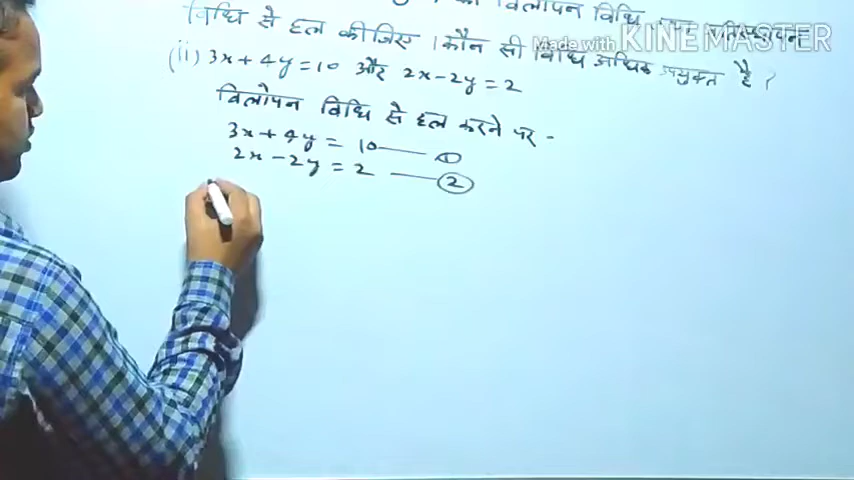 विलोपन विधि
विधि से हल कीजिए । कौन सी विधि अधिक उपयुक्त है ?
Made with KINEMASTER
(ii) 3x + 4y = 10 और 2x - 2y = 2
विलोपन विधि से हल करने पर -
3x + 4y = 10 —— ①
2x - 2y = 2 —— ②